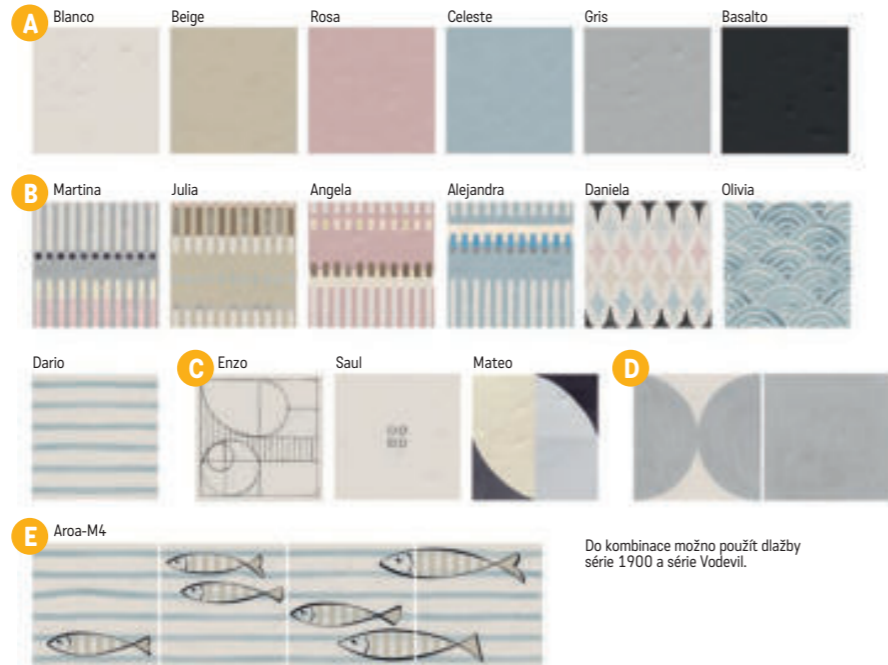 A Blanco Beige Rosa Celeste Gris Basalto
B Martina Julia Angela Alejandra Daniela Olivia
Dario C Enzo Saul Mateo D
E Aroa-M4
Do kombinace možno použít dlažby
série 1900 a série Vodevil.